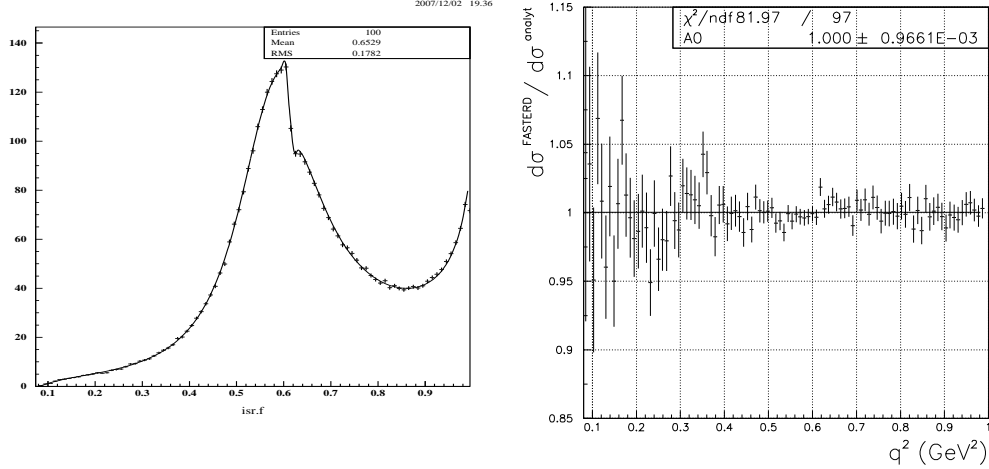 2007/12/02 19.36
Entries 100
Mean 0.6529
RMS 0.1782
140
120
100
80
60
40
20
0
0.1 0.2 0.3 0.4 0.5 0.6 0.7 0.8 0.9
isr.f
χ²/ndf 81.97 / 97
A0 1.000 ± 0.9661E-03
dσ^FASTERD / dσ^analyt
1.15
1.1
1.05
1
0.95
0.9
0.85
0.1 0.2 0.3 0.4 0.5 0.6 0.7 0.8 0.9 1
q² (GeV²)